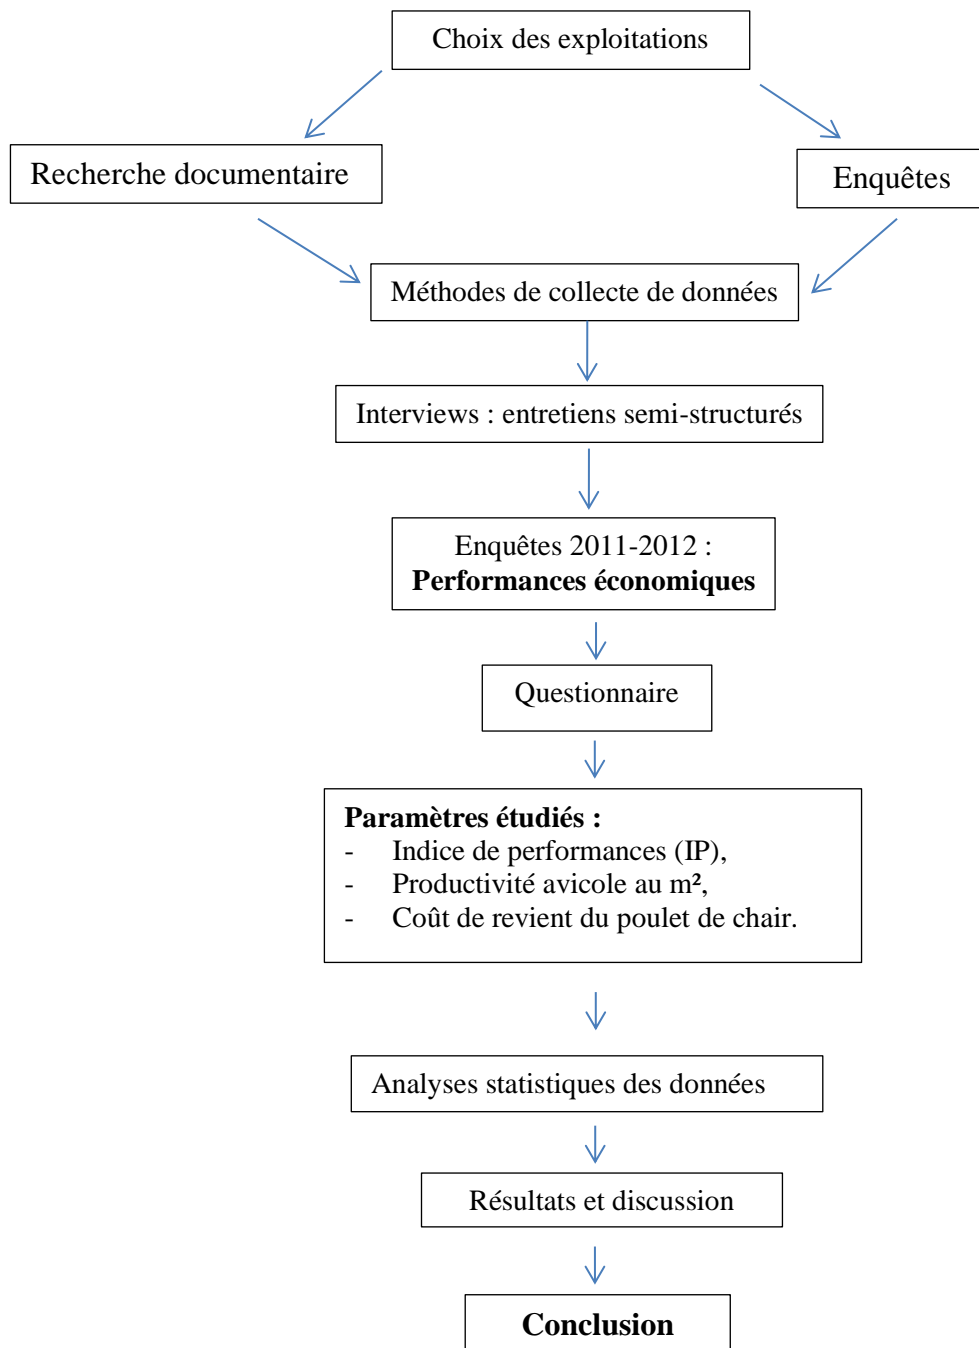 Choix des exploitations
Recherche documentaire
Enquêtes
Méthodes de collecte de données
Interviews : entretiens semi-structurés
Enquêtes 2011-2012 :
Performances économiques
Questionnaire
Paramètres étudiés :
- Indice de performances (IP),
- Productivité avicole au m²,
- Coût de revient du poulet de chair.
Analyses statistiques des données
Résultats et discussion
Conclusion